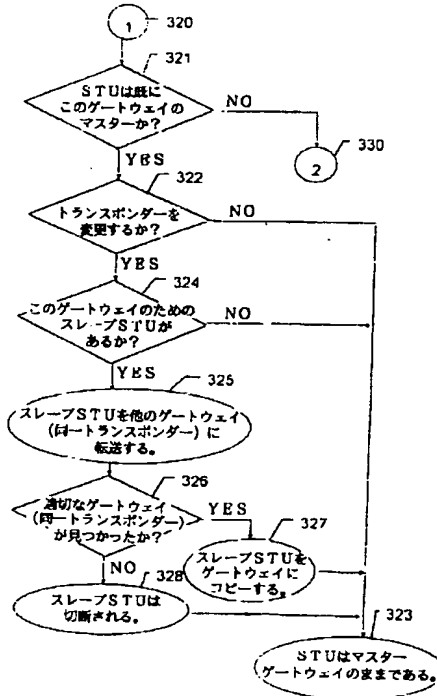 1
320
321
STUは既に
このゲートウェイの
マスターか?
NO
330
2
YES
322
トランスポンダーを
変更するか?
NO
YES
324
このゲートウェイのための
スレーブSTUが
あるか?
NO
YES
325
スレーブSTUを他のゲートウェイ
(同一トランスポンダー)に
転送する。
326
適切なゲートウェイ
(同一トランスポンダー)
が見つかったか?
YES
327
スレーブSTUを
ゲートウェイに
コピーする。
NO
328
スレーブSTUは
切断される。
323
STUはマスター
ゲートウェイのままである。